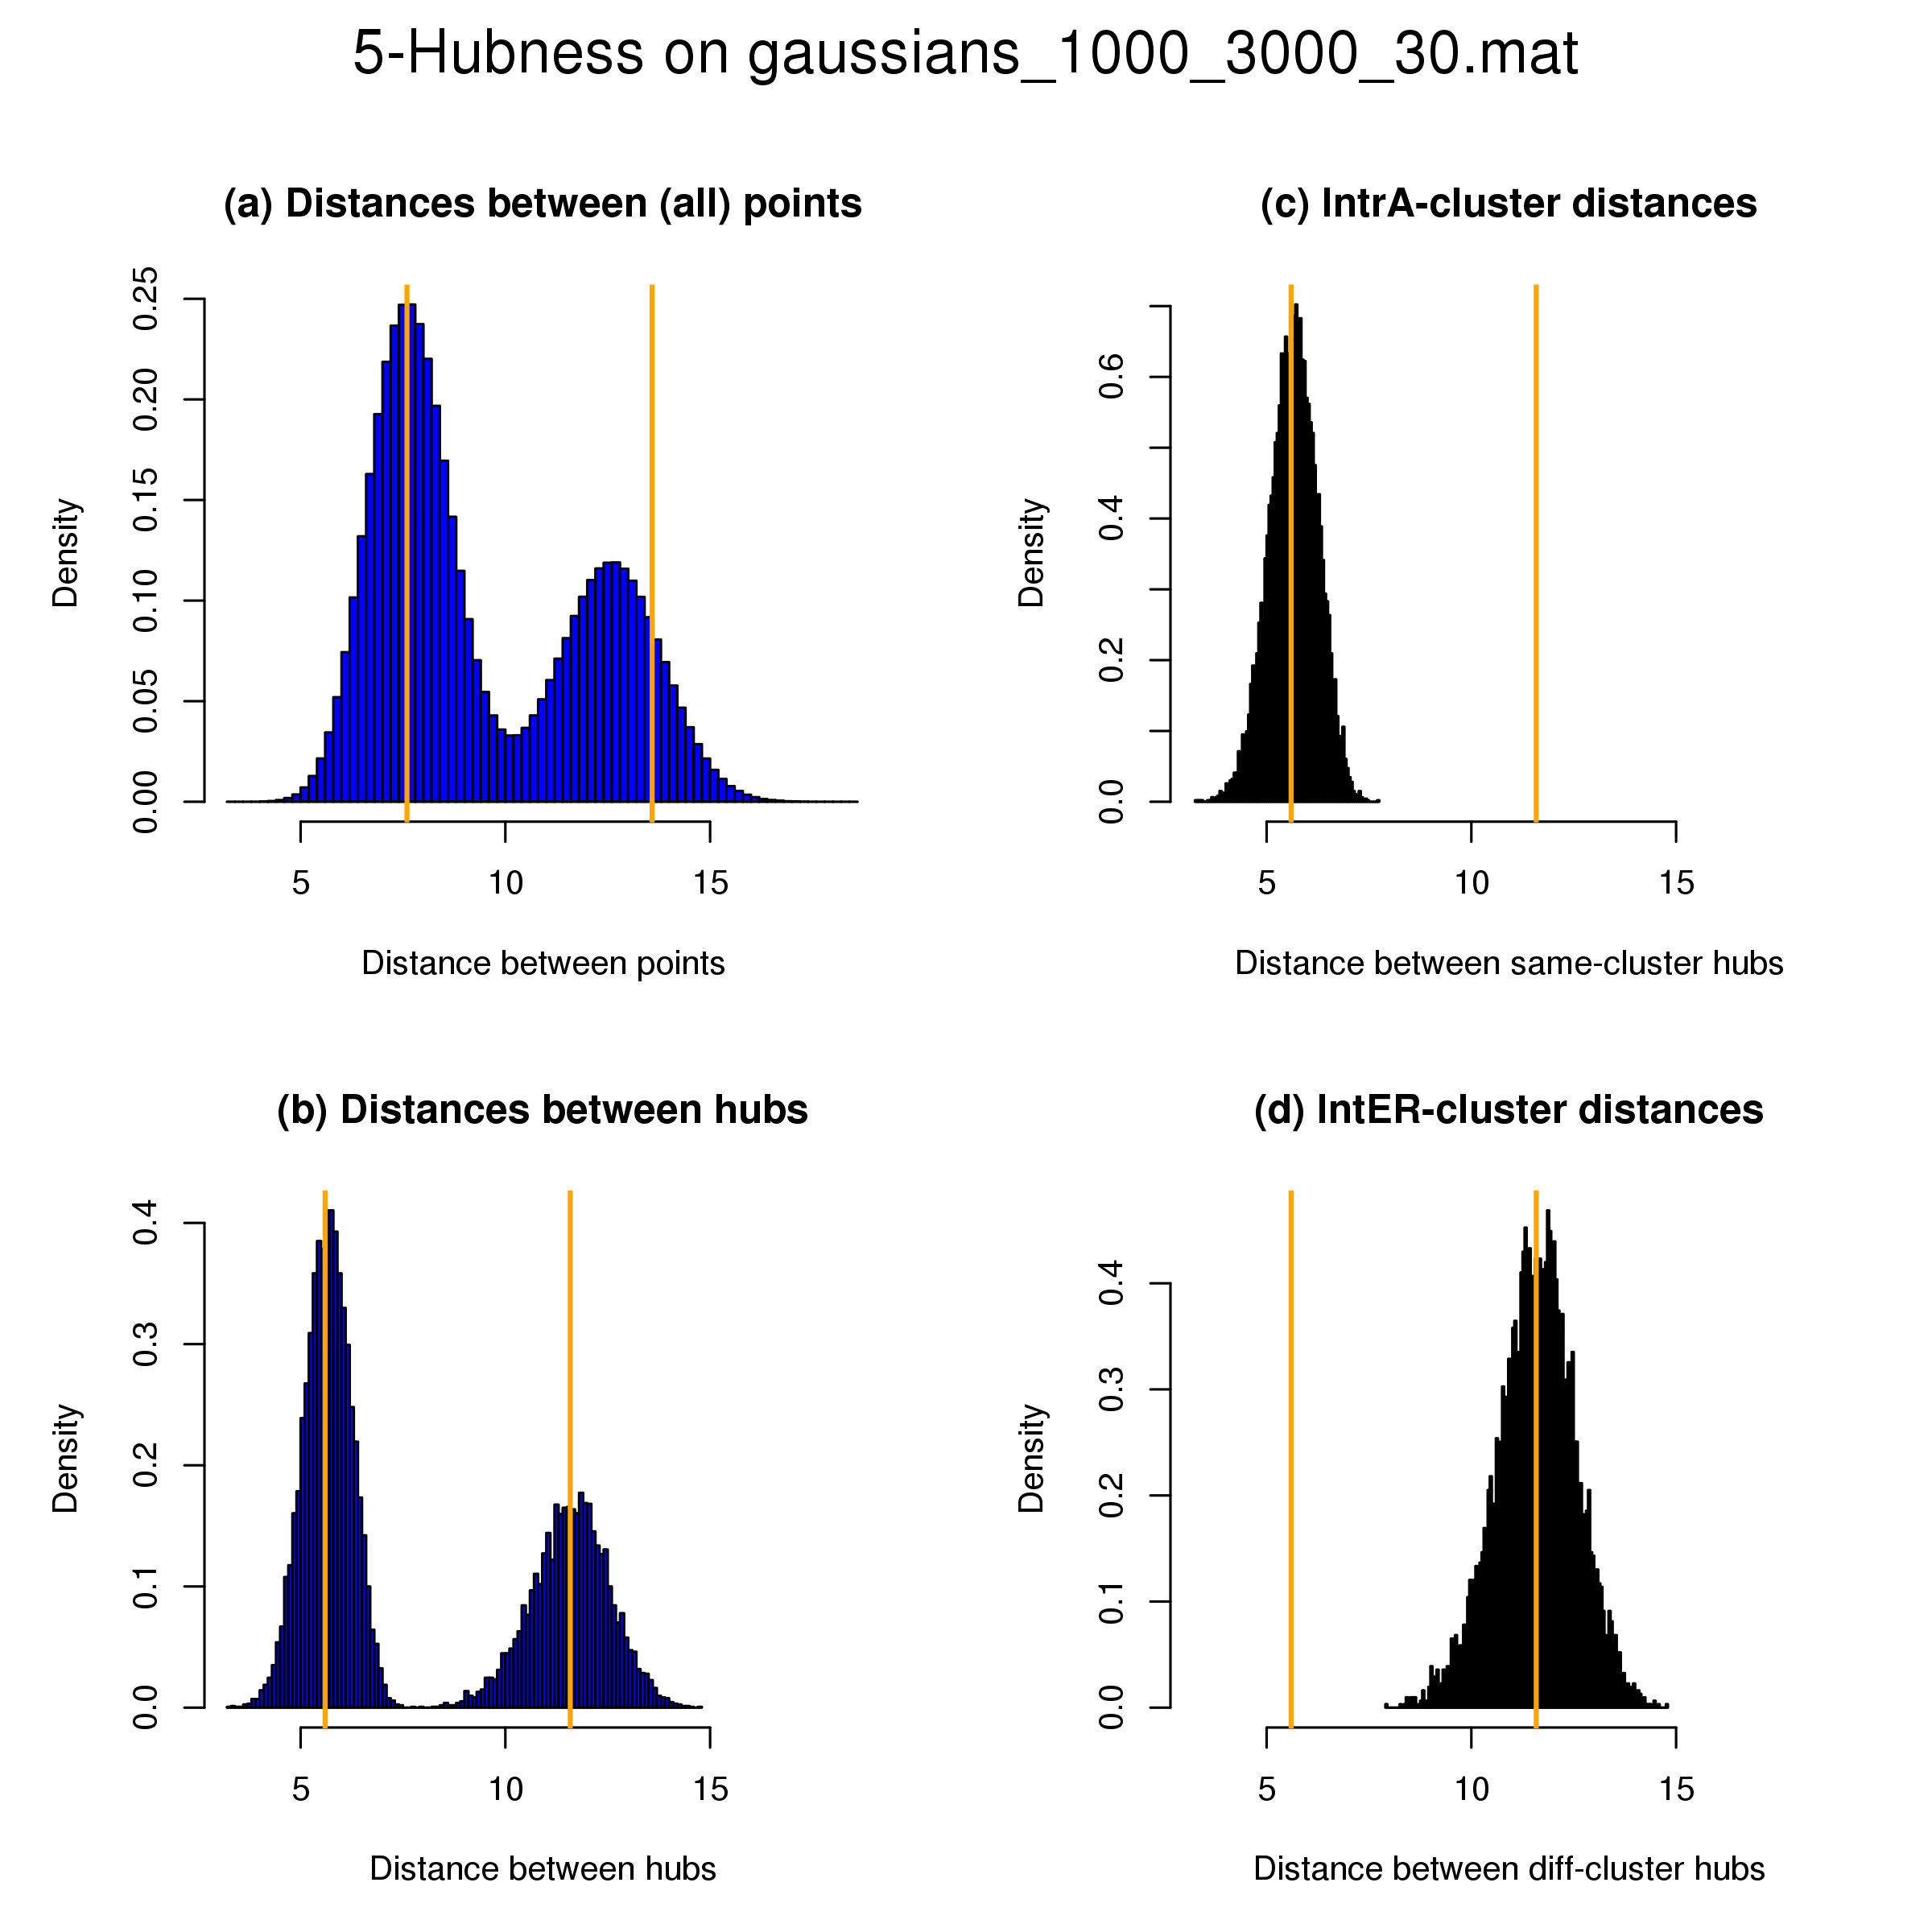 5-Hubness on gaussians_1000_3000_30.mat
(a) Distances between (all) points
Density
0.00 0.05 0.10 0.15 0.20 0.25
5 10 15
Distance between points
(c) IntrA-cluster distances
Density
0.0 0.2 0.4 0.6
5 10 15
Distance between same-cluster hubs
(b) Distances between hubs
Density
0.0 0.1 0.2 0.3 0.4
5 10 15
Distance between hubs
(d) IntER-cluster distances
Density
0.0 0.1 0.2 0.3 0.4
5 10 15
Distance between diff-cluster hubs